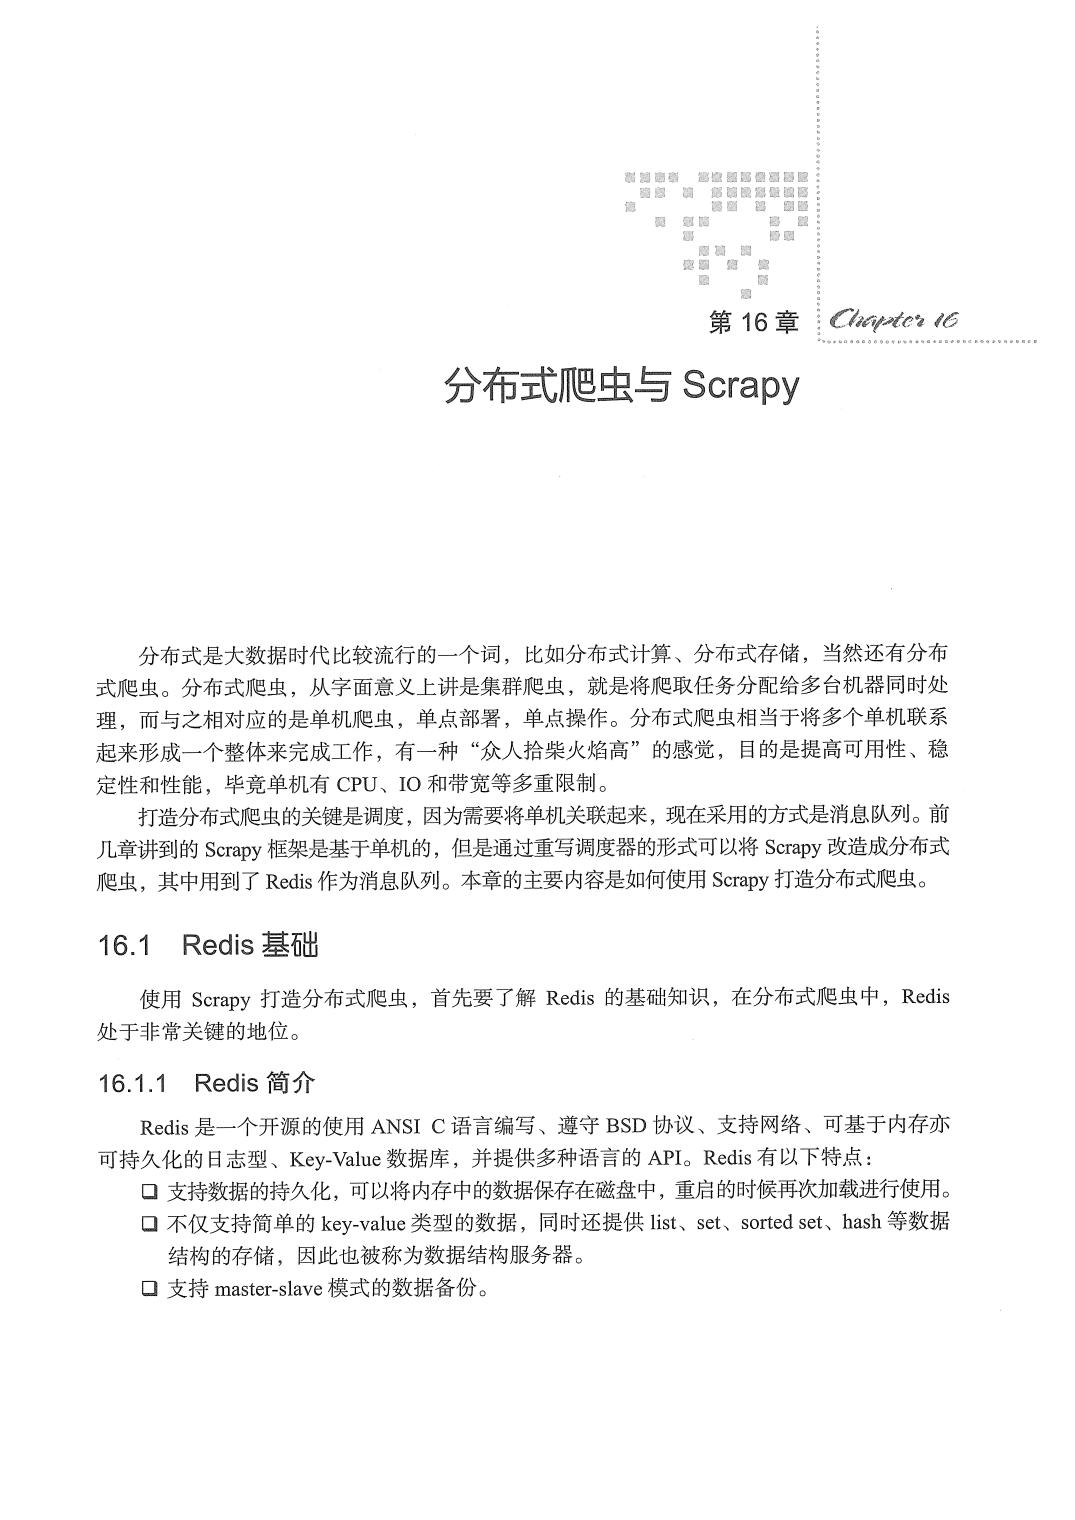 第 16 章
Chapter 16
分布式爬虫与 Scrapy
分布式是大数据时代比较流行的一个词，比如分布式计算、分布式存储，当然还有分布
式爬虫。分布式爬虫，从字面意义上讲是集群爬虫，就是将爬取任务分配给多台机器同时处
理，而与之相对应的是单机爬虫，单点部署，单点操作。分布式爬虫相当于将多个单机联系
起来形成一个整体来完成工作，有一种“众人拾柴火焰高”的感觉，目的是提高可用性、稳
定性和性能，毕竟单机有 CPU、IO 和带宽等多重限制。
打造分布式爬虫的关键是调度，因为需要将单机关联起来，现在采用的方式是消息队列。前
几章讲到的 Scrapy 框架是基于单机的，但是通过重写调度器的形式可以将 Scrapy 改造成分布式
爬虫，其中用到了 Redis 作为消息队列。本章的主要内容是如何使用 Scrapy 打造分布式爬虫。
16.1 Redis 基础
使用 Scrapy 打造分布式爬虫，首先要了解 Redis 的基础知识，在分布式爬虫中，Redis
处于非常关键的地位。
16.1.1 Redis 简介
Redis 是一个开源的使用 ANSI C 语言编写、遵守 BSD 协议、支持网络、可基于内存亦
可持久化的日志型、Key-Value 数据库，并提供多种语言的 API。Redis 有以下特点：
❑ 支持数据的持久化，可以将内存中的数据保存在磁盘中，重启的时候再次加载进行使用。
❑ 不仅支持简单的 key-value 类型的数据，同时还提供 list、set、sorted set、hash 等数据
结构的存储，因此也被称为数据结构服务器。
❑ 支持 master-slave 模式的数据备份。